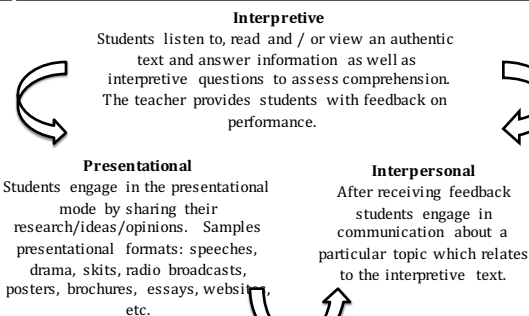 Interpretive
Students listen to, read and / or view an authentic
text and answer information as well as
interpretive questions to assess comprehension.
The teacher provides students with feedback on
performance.
Presentational
Students engage in the presentational
mode by sharing their
research/ideas/opinions. Samples
presentational formats: speeches,
drama, skits, radio broadcasts,
posters, brochures, essays, websites,
etc.
Interpersonal
After receiving feedback
students engage in
communication about a
particular topic which relates
to the interpretive text.